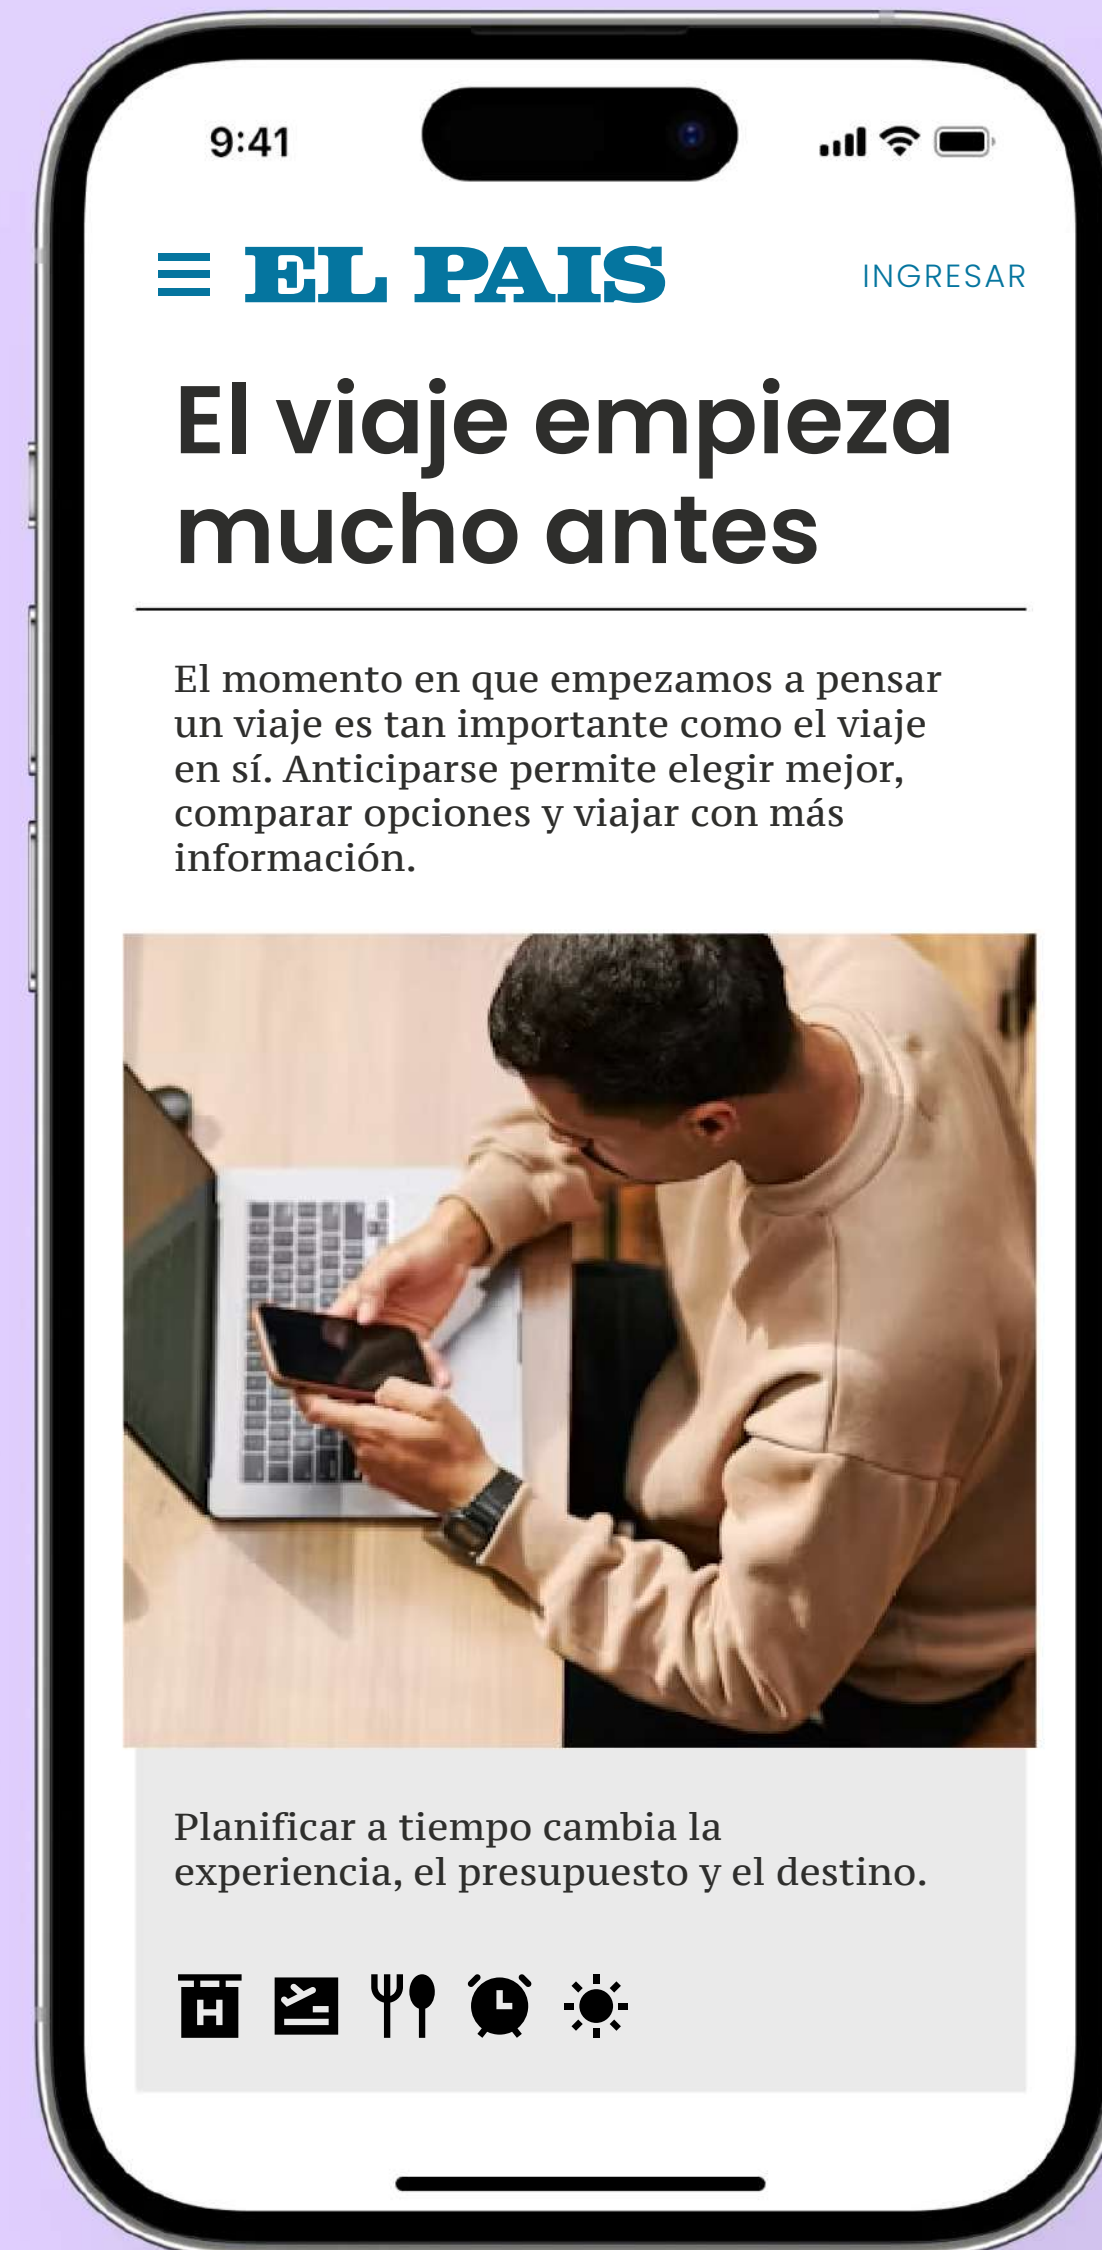 9:41
EL PAIS
INGRESAR
El viaje empieza
mucho antes
El momento en que empezamos a pensar
un viaje es tan importante como el viaje
en sí. Anticiparse permite elegir mejor,
comparar opciones y viajar con más
información.
Planificar a tiempo cambia la
experiencia, el presupuesto y el destino.
H